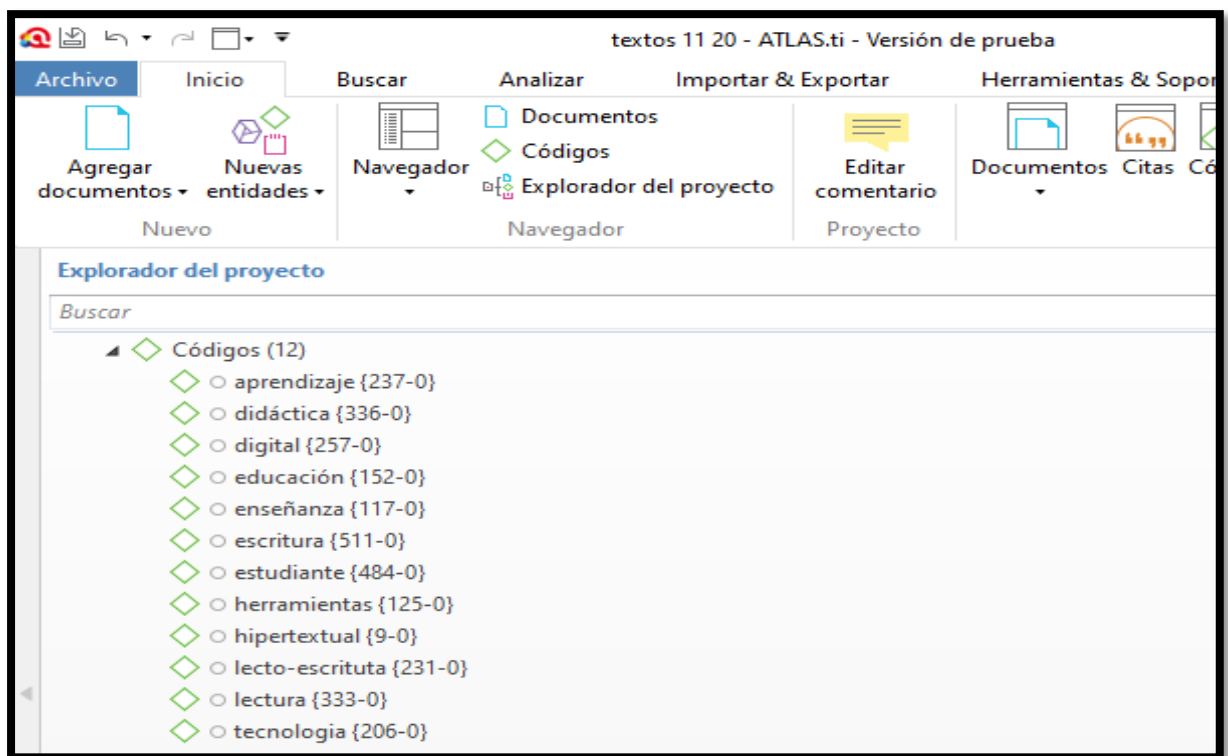 textos 11 20 - ATLAS.ti - Versión de prueba
Archivo Inicio Buscar Analizar Importar & Exportar Herramientas & Sopor
Agregar documentos
Nuevas entidades
Nuevo
Navegador
Documentos
Códigos
Explorador del proyecto
Navegador
Editar comentario
Proyecto
Documentos Citas Có
Explorador del proyecto
Buscar
Códigos (12)
aprendizaje {237-0}
didáctica {336-0}
digital {257-0}
educación {152-0}
enseñanza {117-0}
escritura {511-0}
estudiante {484-0}
herramientas {125-0}
hipertextual {9-0}
lecto-escrituta {231-0}
lectura {333-0}
tecnologia {206-0}